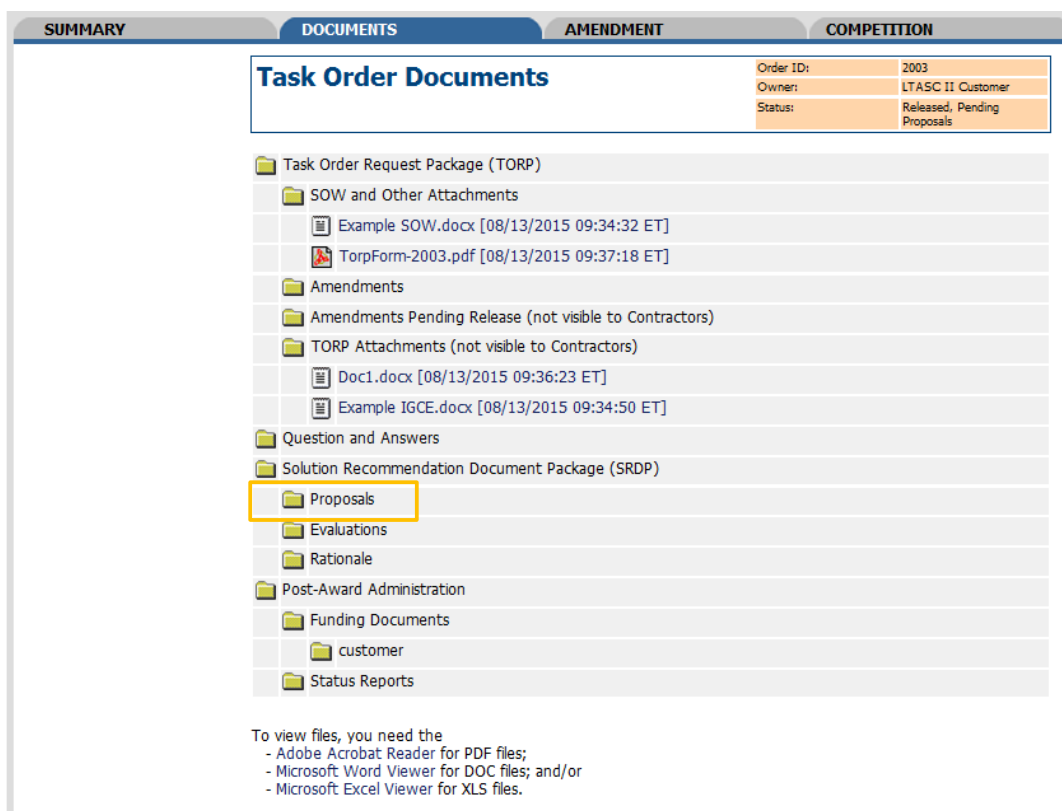 SUMMARY DOCUMENTS AMENDMENT COMPETITION
Task Order Documents
Order ID: 2003
Owner: LTASC II Customer
Status: Released, Pending
Proposals
Task Order Request Package (TORP)
SOW and Other Attachments
Example SOW.docx [08/13/2015 09:34:32 ET]
TorpForm-2003.pdf [08/13/2015 09:37:18 ET]
Amendments
Amendments Pending Release (not visible to Contractors)
TORP Attachments (not visible to Contractors)
Doc1.docx [08/13/2015 09:36:23 ET]
Example IGCE.docx [08/13/2015 09:34:50 ET]
Question and Answers
Solution Recommendation Document Package (SRDP)
Proposals
Evaluations
Rationale
Post-Award Administration
Funding Documents
customer
Status Reports
To view files, you need the
- Adobe Acrobat Reader for PDF files;
- Microsoft Word Viewer for DOC files; and/or
- Microsoft Excel Viewer for XLS files.